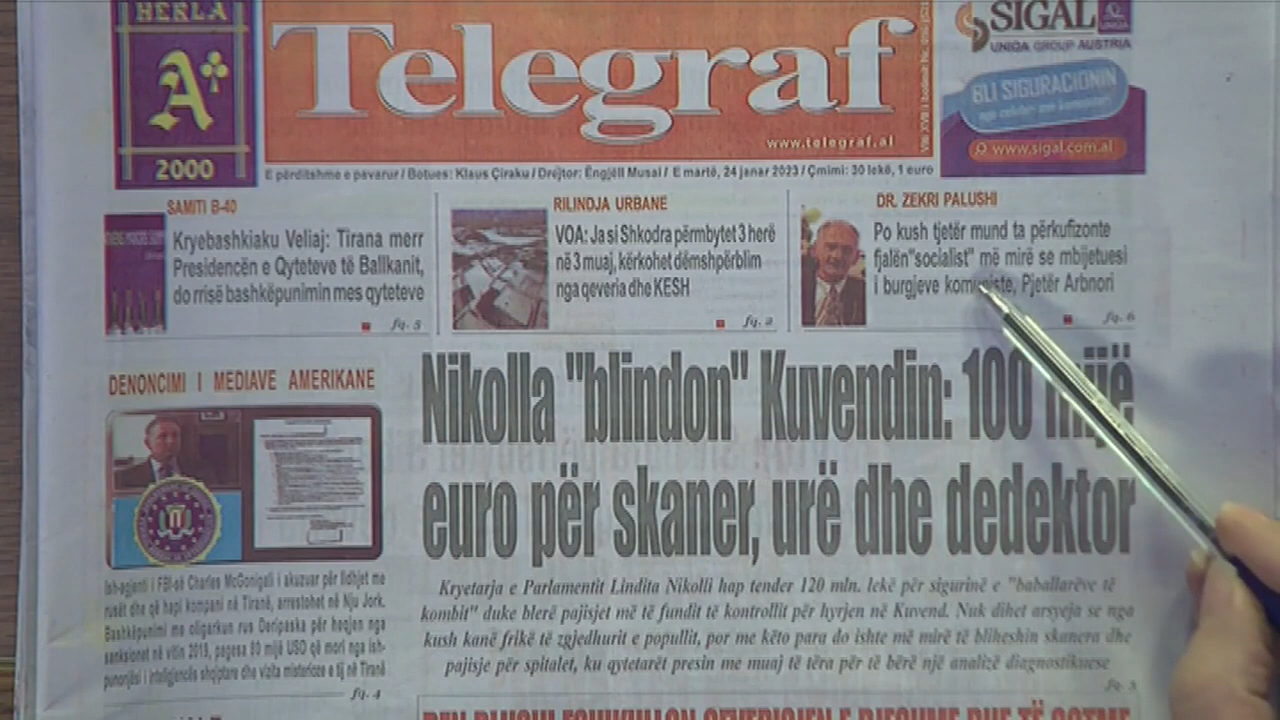 HERLA
A
2000
Telegraf
www.telegraf.al
SIGAL
UNIQA GROUP AUSTRIA
BLI SIGURACIONIN
www.sigal.com.al
E përditshme e pavarur / Botues: Klaus Çiraku / Drejtor: Engjëll Musai / E martë, 24 janar 2023 / Çmimi: 30 lekë, 1 euro
SAMITI B-40
Kryebashkiaku Veliaj: Tirana merr
Presidencën e Qyteteve të Ballkanit,
do rrisë bashkëpunimin mes qyteteve
fq. 5
RILINDJA URBANE
VOA: Ja si Shkodra përmbytet 3 herë
në 3 muaj, kërkohet dëmshpërblim
nga qeveria dhe KESH
fq. 2
DR. ZEKRI PALUSHI
Po kush tjetër mund ta përkufizonte
fjalën"socialist" më mirë se mbijetuesi
i burgjeve komuniste, Pjetër Arbnori
fq. 6
DENONCIMI I MEDIAVE AMERIKANE
Ish-agjenti i FBI-së Charles McGonigall i akuzuar për lidhjet me
rusët dhe që hapi kompani në Tiranë, arrestohet në Nju Jork.
Bashkëpunimi me oligarkun rus Deripaska për heqjen nga
sanksionet në vitin 2019, pagesa 80 mijë USD që mori nga ish-
punonjësi i inteligjencës shqiptare dhe vizita misterioze e tij në Tiranë
fq. 4
Nikolla "blindon" Kuvendin: 100 mijë
euro për skaner, urë dhe dedektor
Kryetarja e Parlamentit Lindita Nikolli hap tender 120 mln. lekë për sigurinë e "baballarëve të
kombit" duke blerë pajisjet më të fundit të kontrollit për hyrjen në Kuvend. Nuk dihet arsyeja se nga
kush kanë frikë të zgjedhurit e popullit, por me këto para do ishte më mirë të bliheshin skanera dhe
pajisje për spitalet, ku qytetarët presin me muaj të tëra për të bërë një analizë diagnostikuese
fq. 3